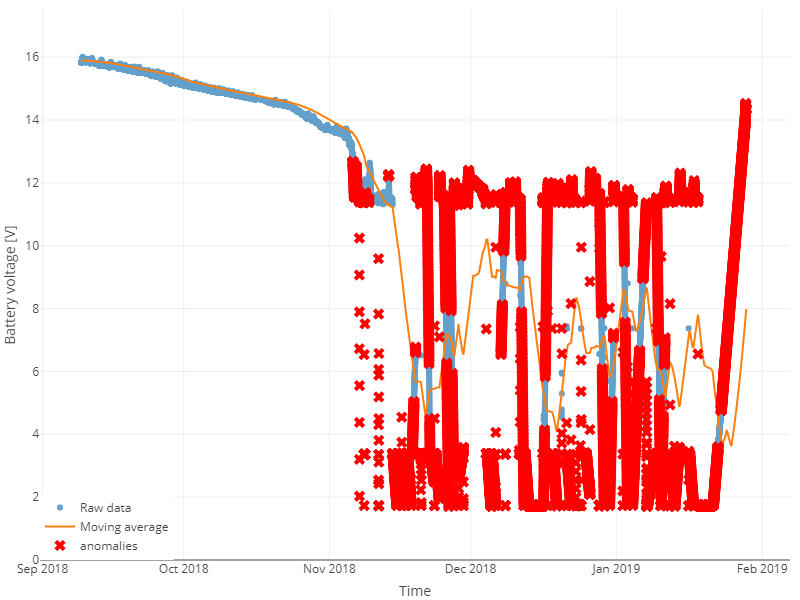 16
14
12
10
8
6
4
2
0
Battery voltage [V]
Raw data
Moving average
anomalies
Sep 2018 Oct 2018 Nov 2018 Dec 2018 Jan 2019 Feb 2019
Time